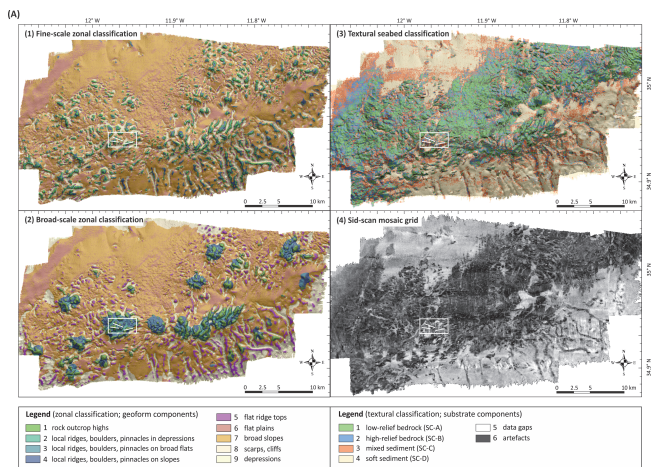 (A)
12° W 11.9° W 11.8° W 12° W 11.9° W 11.8° W
(1) Fine-scale zonal classification
(3) Textural seabed classification
35° N
34.9° N
0 2.5 5 10 km
0 2.5 5 10 km
(2) Broad-scale zonal classification
(4) Sid-scan mosaic grid
35° N
34.9° N
0 2.5 5 10 km
0 2.5 5 10 km
Legend (zonal classification; geoform components)
1 rock outcrop highs
2 local ridges, boulders, pinnacles in depressions
3 local ridges, boulders, pinnacles on broad flats
4 local ridges, boulders, pinnacles on slopes
5 flat ridge tops
6 flat plains
7 broad slopes
8 scarps, cliffs
9 depressions
Legend (textural classification; substrate components)
1 low-relief bedrock (SC-A)
2 high-relief bedrock (SC-B)
3 mixed sediment (SC-C)
4 soft sediment (SC-D)
5 data gaps
6 artefacts